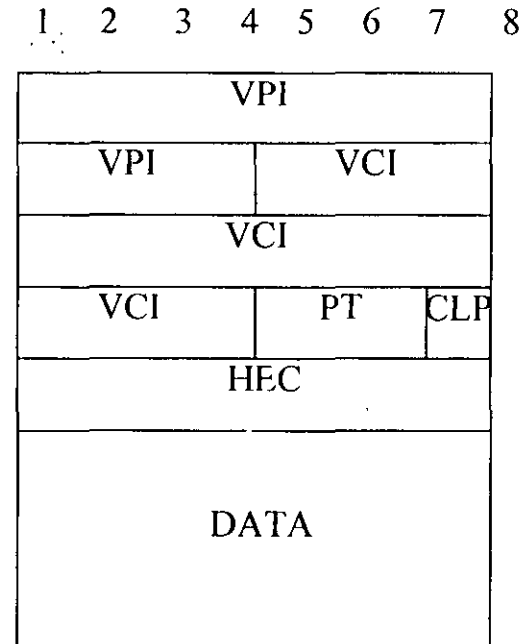 1 2 3 4 5 6 7 8
VPI
VPI VCI
VCI
VCI PT CLP
HEC
DATA